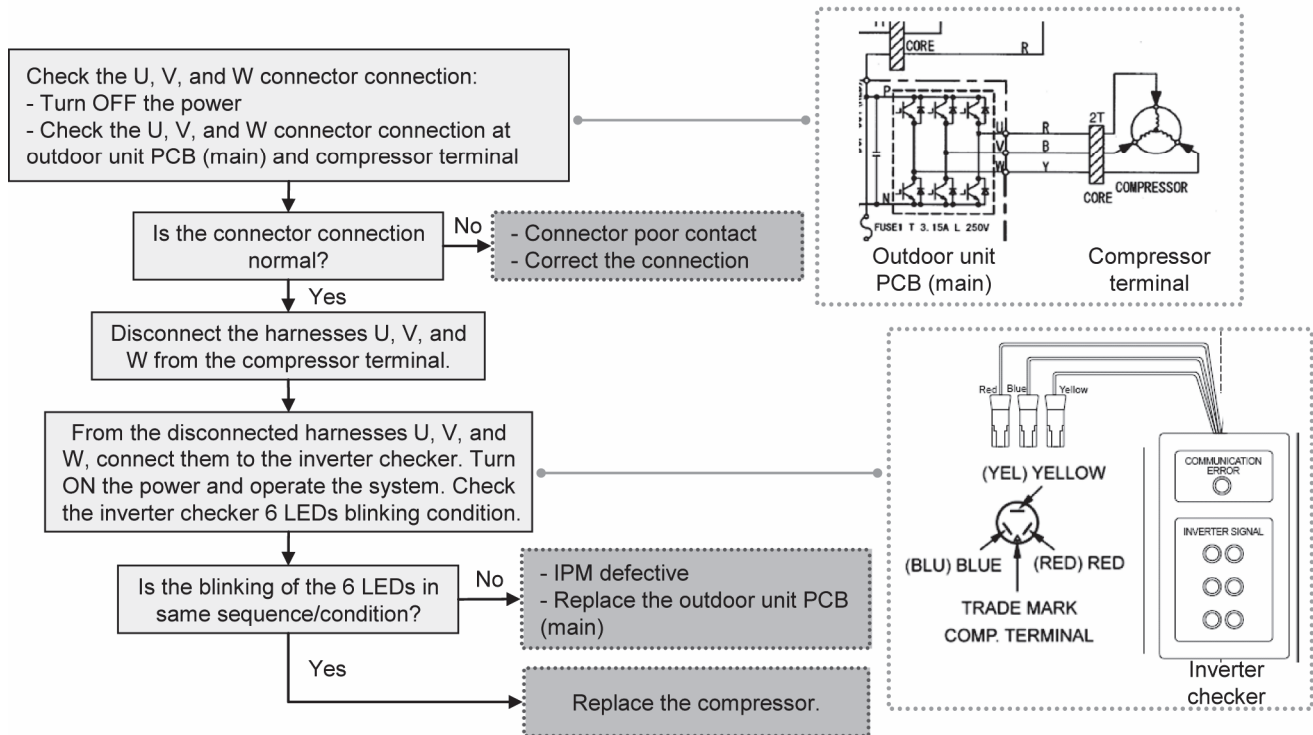 Check the U, V, and W connector connection:
- Turn OFF the power
- Check the U, V, and W connector connection at
outdoor unit PCB (main) and compressor terminal
Is the connector connection
normal?
No
- Connector poor contact
- Correct the connection
Yes
Disconnect the harnesses U, V, and
W from the compressor terminal.
From the disconnected harnesses U, V, and
W, connect them to the inverter checker. Turn
ON the power and operate the system. Check
the inverter checker 6 LEDs blinking condition.
Is the blinking of the 6 LEDs in
same sequence/condition?
No
- IPM defective
- Replace the outdoor unit PCB
(main)
Yes
Replace the compressor.
CORE
R
P
U
R
2T
V
B
W
Y
N
CORE
COMPRESSOR
FUSE1 T 3.15A L 250V
Outdoor unit
PCB (main)
Compressor
terminal
Red
Blue
Yellow
(YEL) YELLOW
(BLU) BLUE
(RED) RED
TRADE MARK
COMP. TERMINAL
COMMUNICATION
ERROR
INVERTER SIGNAL
Inverter
checker